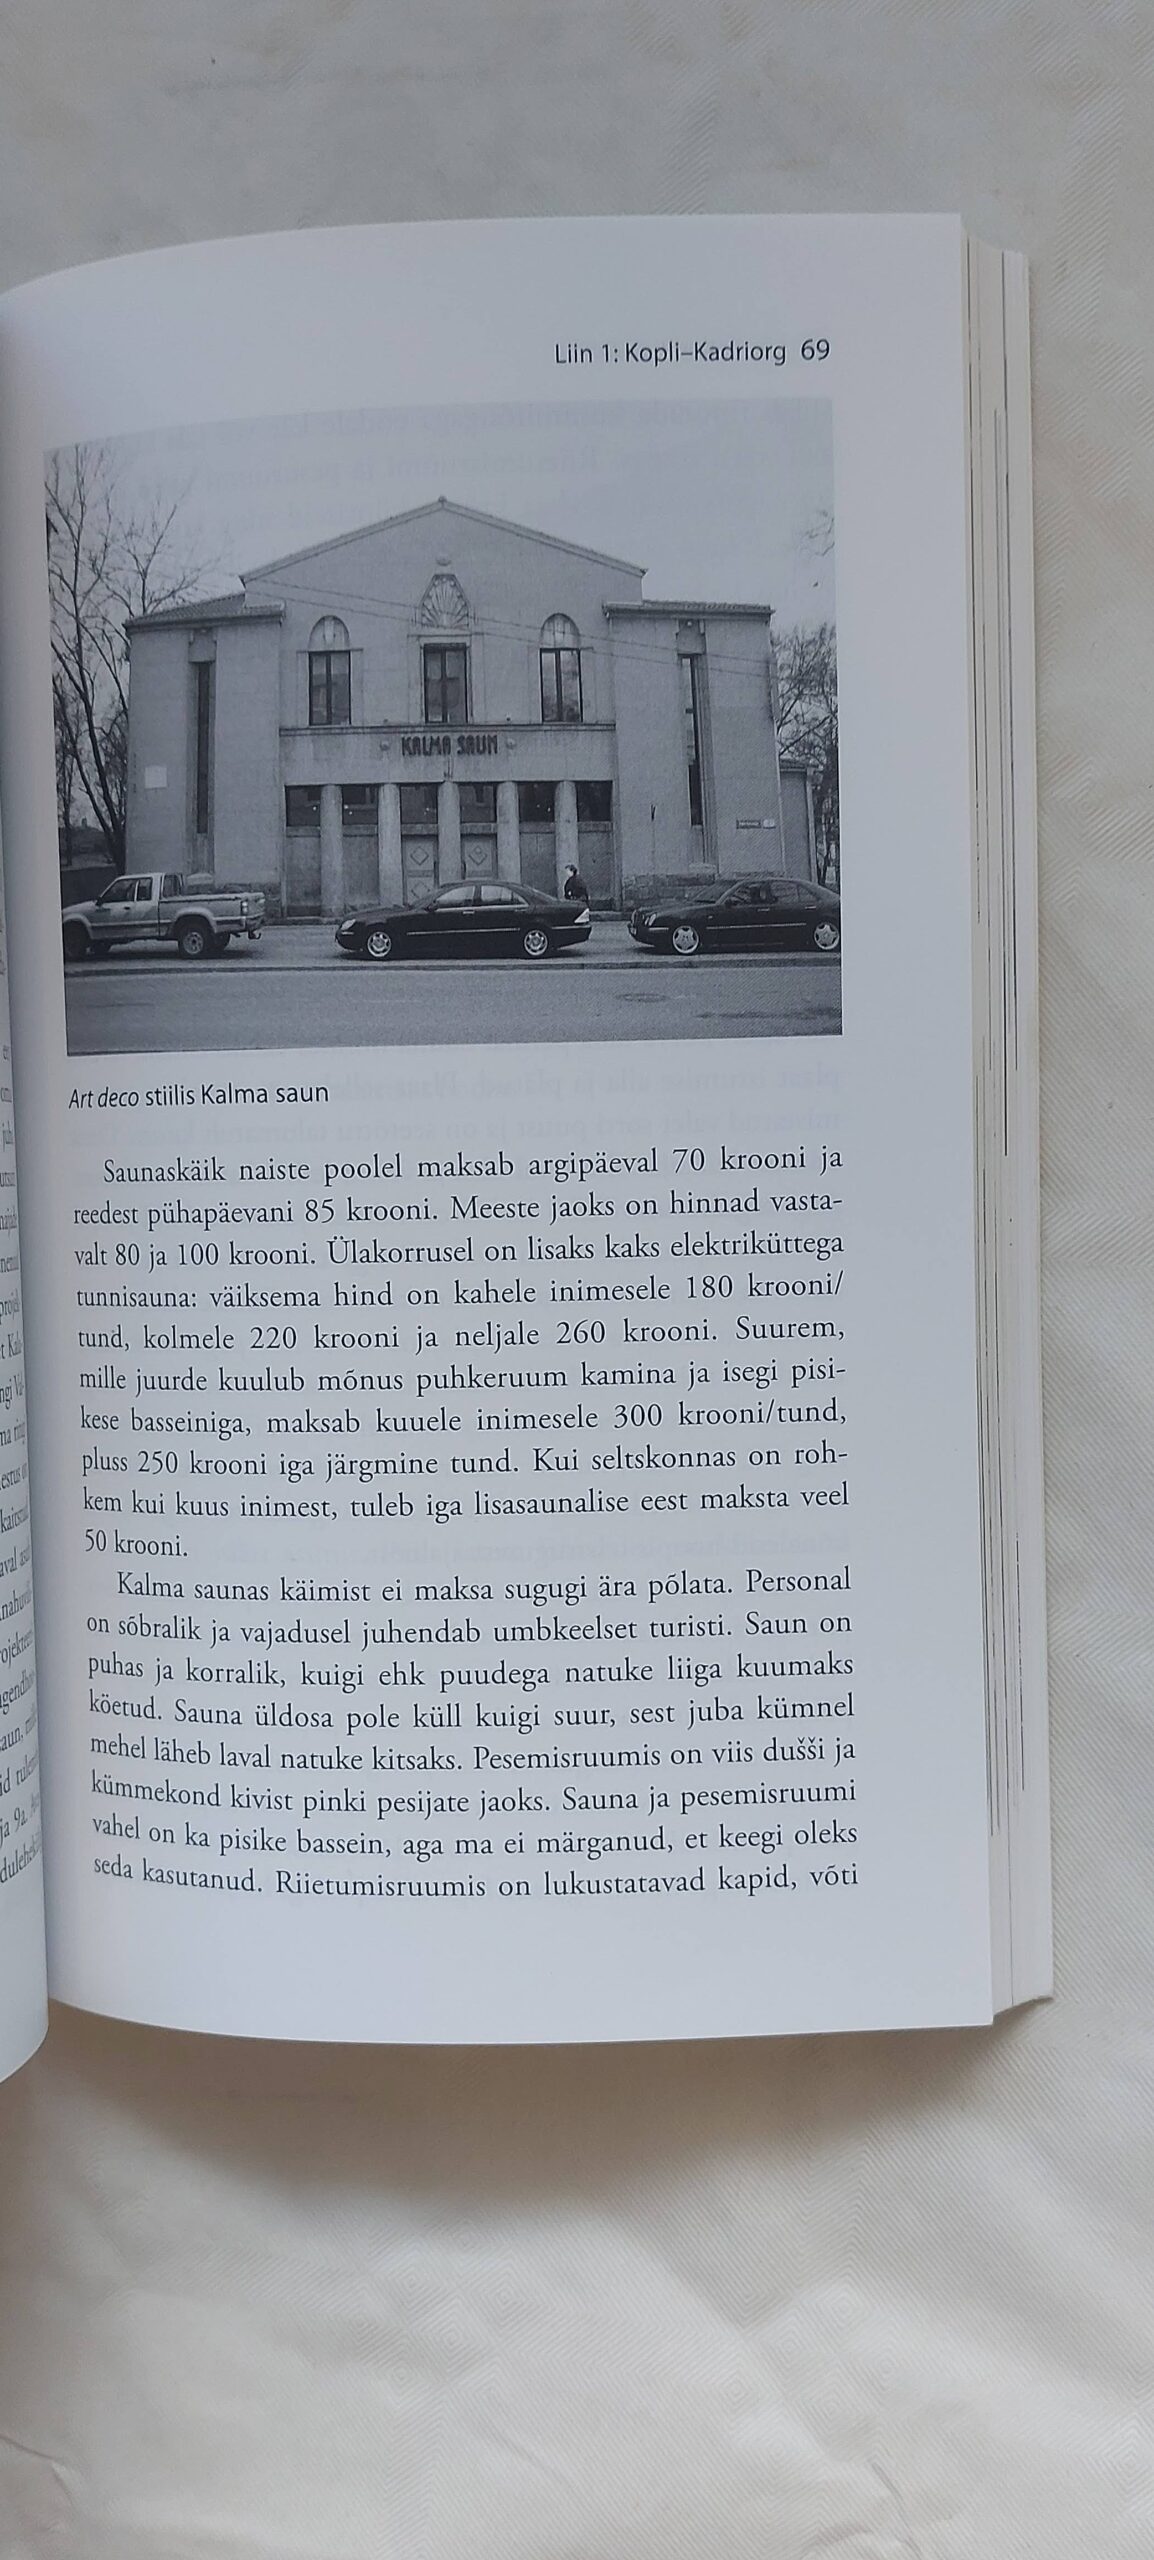 Liin 1: Kopli–Kadriorg 69
KALMA SAUN
Art deco stiilis Kalma saun
Saunaskäik naiste poolel maksab argipäeval 70 krooni ja
reedest pühapäevani 85 krooni. Meeste jaoks on hinnad vasta-
valt 80 ja 100 krooni. Ülakorrusel on lisaks kaks elektriküttega
tunnisauna: väiksema hind on kahele inimesele 180 krooni/
tund, kolmele 220 krooni ja neljale 260 krooni. Suurem,
mille juurde kuulub mõnus puhkeruum kamina ja isegi pisi-
kese basseiniga, maksab kuuele inimesele 300 krooni/tund,
pluss 250 krooni iga järgmine tund. Kui seltskonnas on roh-
kem kui kuus inimest, tuleb iga lisasaunalise eest maksta veel
50 krooni.
Kalma saunas käimist ei maksa sugugi ära põlata. Personal
on sõbralik ja vajadusel juhendab umbkeelset turisti. Saun on
puhas ja korralik, kuigi ehk puudega natuke liiga kuumaks
köetud. Sauna üldosa pole küll kuigi suur, sest juba kümnel
mehel läheb laval natuke kitsaks. Pesemisruumis on viis dušši ja
kümmekond kivist pinki pesijate jaoks. Sauna ja pesemisruumi
vahel on ka pisike bassein, aga ma ei märganud, et keegi oleks
seda kasutanud. Riietumisruumis on lukustatavad kapid, võti